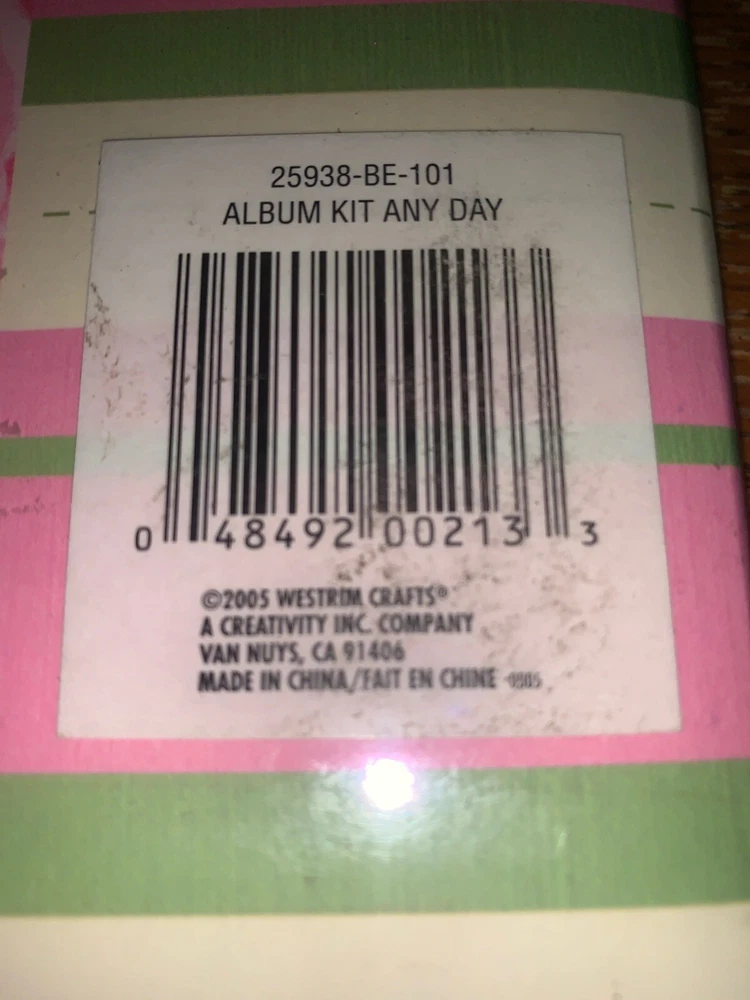 25938-BE-101
ALBUM KIT ANY DAY
0 48492 00213 3
©2005 WESTRIM CRAFTS®
A CREATIVITY INC. COMPANY
VAN NUYS, CA 91406
MADE IN CHINA/FAIT EN CHINE